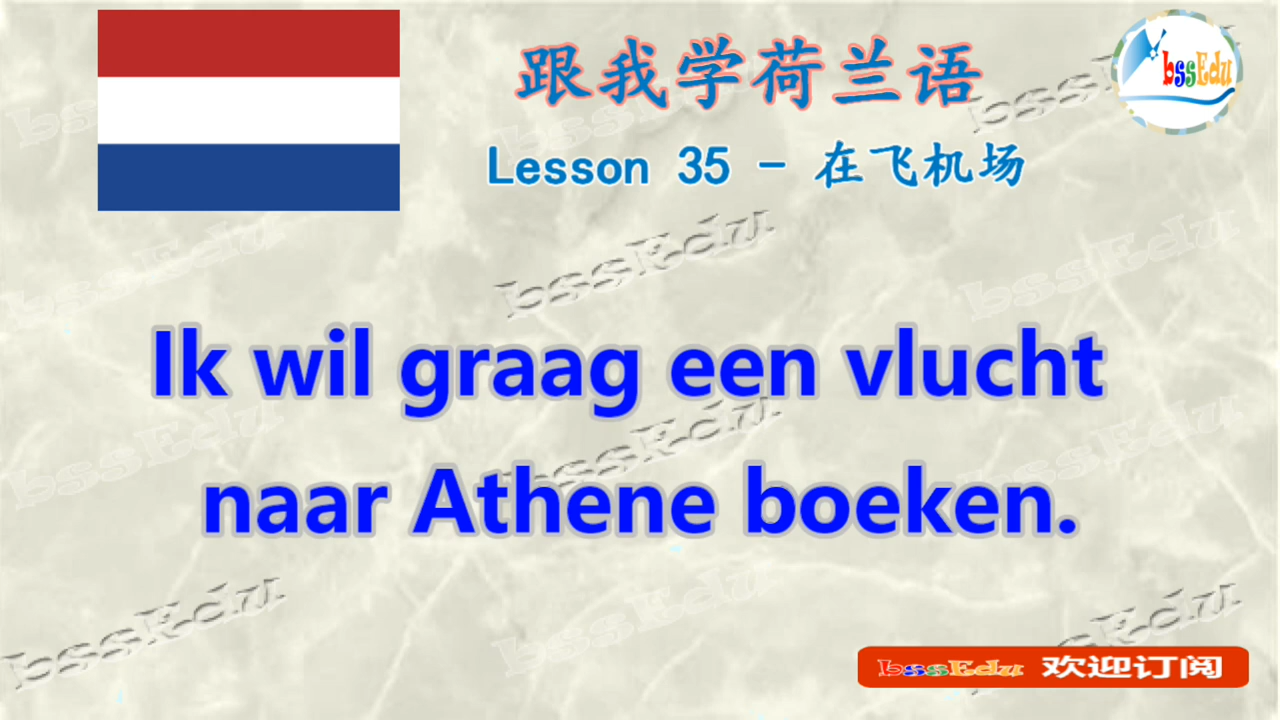 跟我学荷兰语
bssEdu
Lesson 35 - 在飞机场
Ik wil graag een vlucht
naar Athene boeken.
bssEdu 欢迎订阅